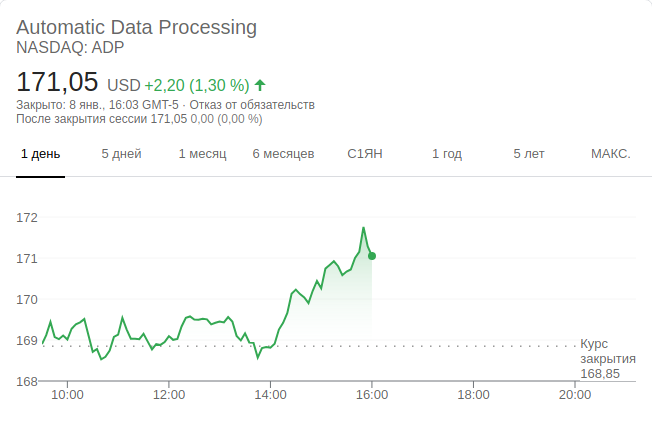 Automatic Data Processing
NASDAQ: ADP
171,05 USD +2,20 (1,30 %)
Закрыто: 8 янв., 16:03 GMT-5 · Отказ от обязательств
После закрытия сессии 171,05 0,00 (0,00 %)
1 день 5 дней 1 месяц 6 месяцев С1ЯН 1 год 5 лет МАКС.
172
171
170
169
Курс
закрытия
168,85
168
10:00 12:00 14:00 16:00 18:00 20:00